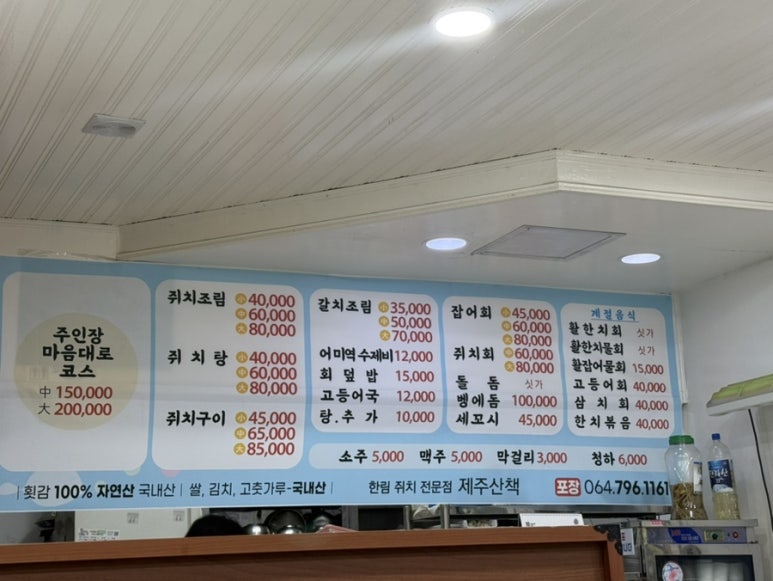 주인장
마음대로
코스
中 150,000
大 200,000
쥐치조림 小 40,000
中 60,000
大 80,000
쥐치탕 小 40,000
中 60,000
大 80,000
쥐치구이 小 45,000
中 65,000
大 85,000
갈치조림 小 35,000
中 50,000
大 70,000
어미역수제비 12,000
회덮밥 15,000
고등어국 12,000
탕.추가 10,000
잡어회 小 45,000
中 60,000
大 80,000
쥐치회 中 60,000
大 80,000
돌돔 싯가
벵에돔 100,000
세꼬시 45,000
계절음식
활한치회 싯가
활한치물회 싯가
활잡어물회 15,000
고등어회 40,000
삼치회 40,000
한치볶음 40,000
소주 5,000 맥주 5,000 막걸리 3,000 청하 6,000
횟감 100% 자연산 국내산 쌀, 김치, 고춧가루-국내산 한림 쥐치 전문점 제주산책 포장 064.796.1161